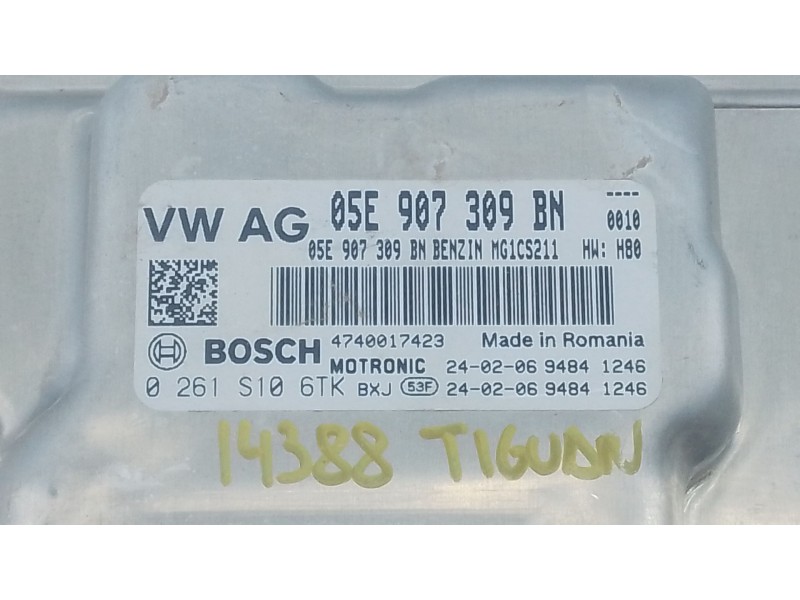 VW AG 05E 907 309 BN ----
0010
05E 907 309 BN BENZIN MG1CS211 HW: H80
BOSCH 4740017423 Made in Romania
MOTRONIC 24-02-06 9484 1246
0 261 S10 6TK BXJ 53F 24-02-06 9484 1246
14388 TIGUAN